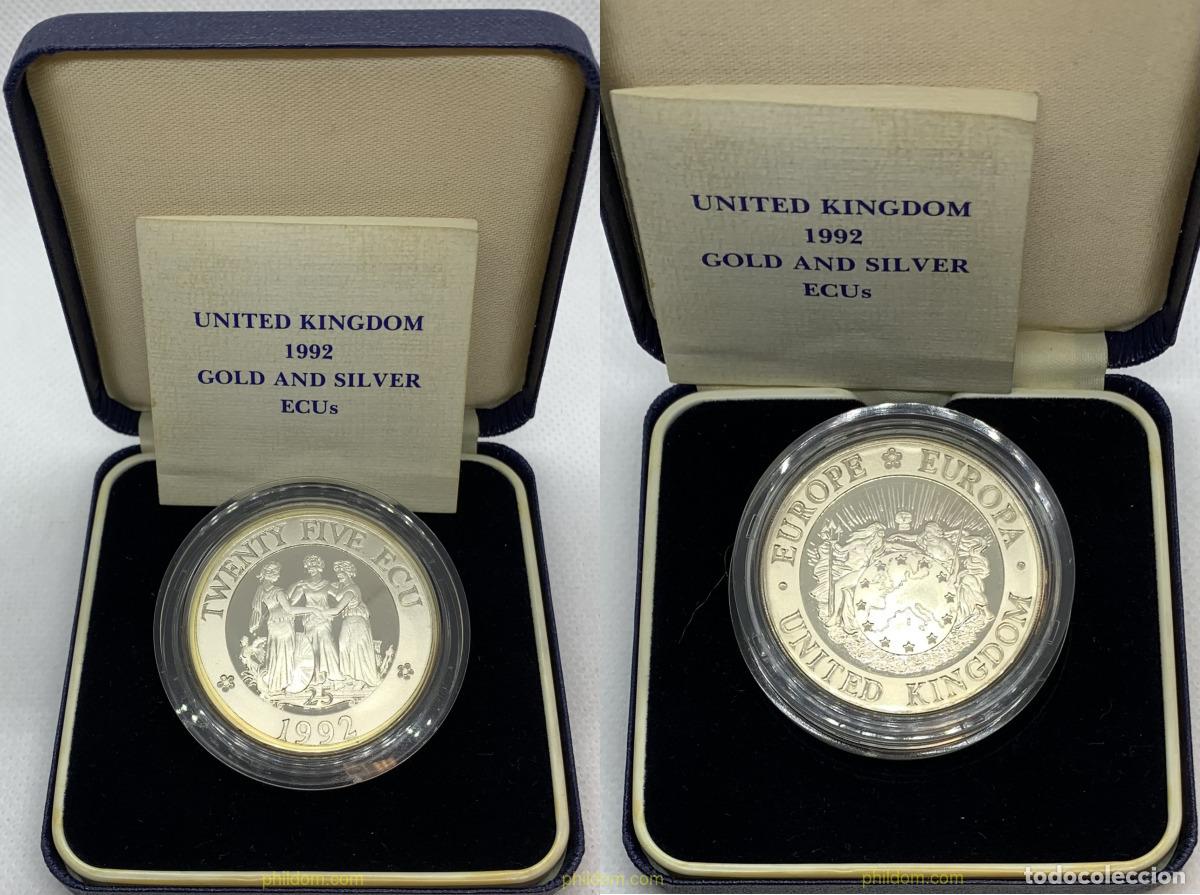 UNITED KINGDOM
1992
GOLD AND SILVER
ECUs
TWENTY FIVE ECU
25
1992
phildom.com
UNITED KINGDOM
1992
GOLD AND SILVER
ECUs
EUROPE EUROPA
UNITED KINGDOM
phildom.com
phildom.com
todocoleccion